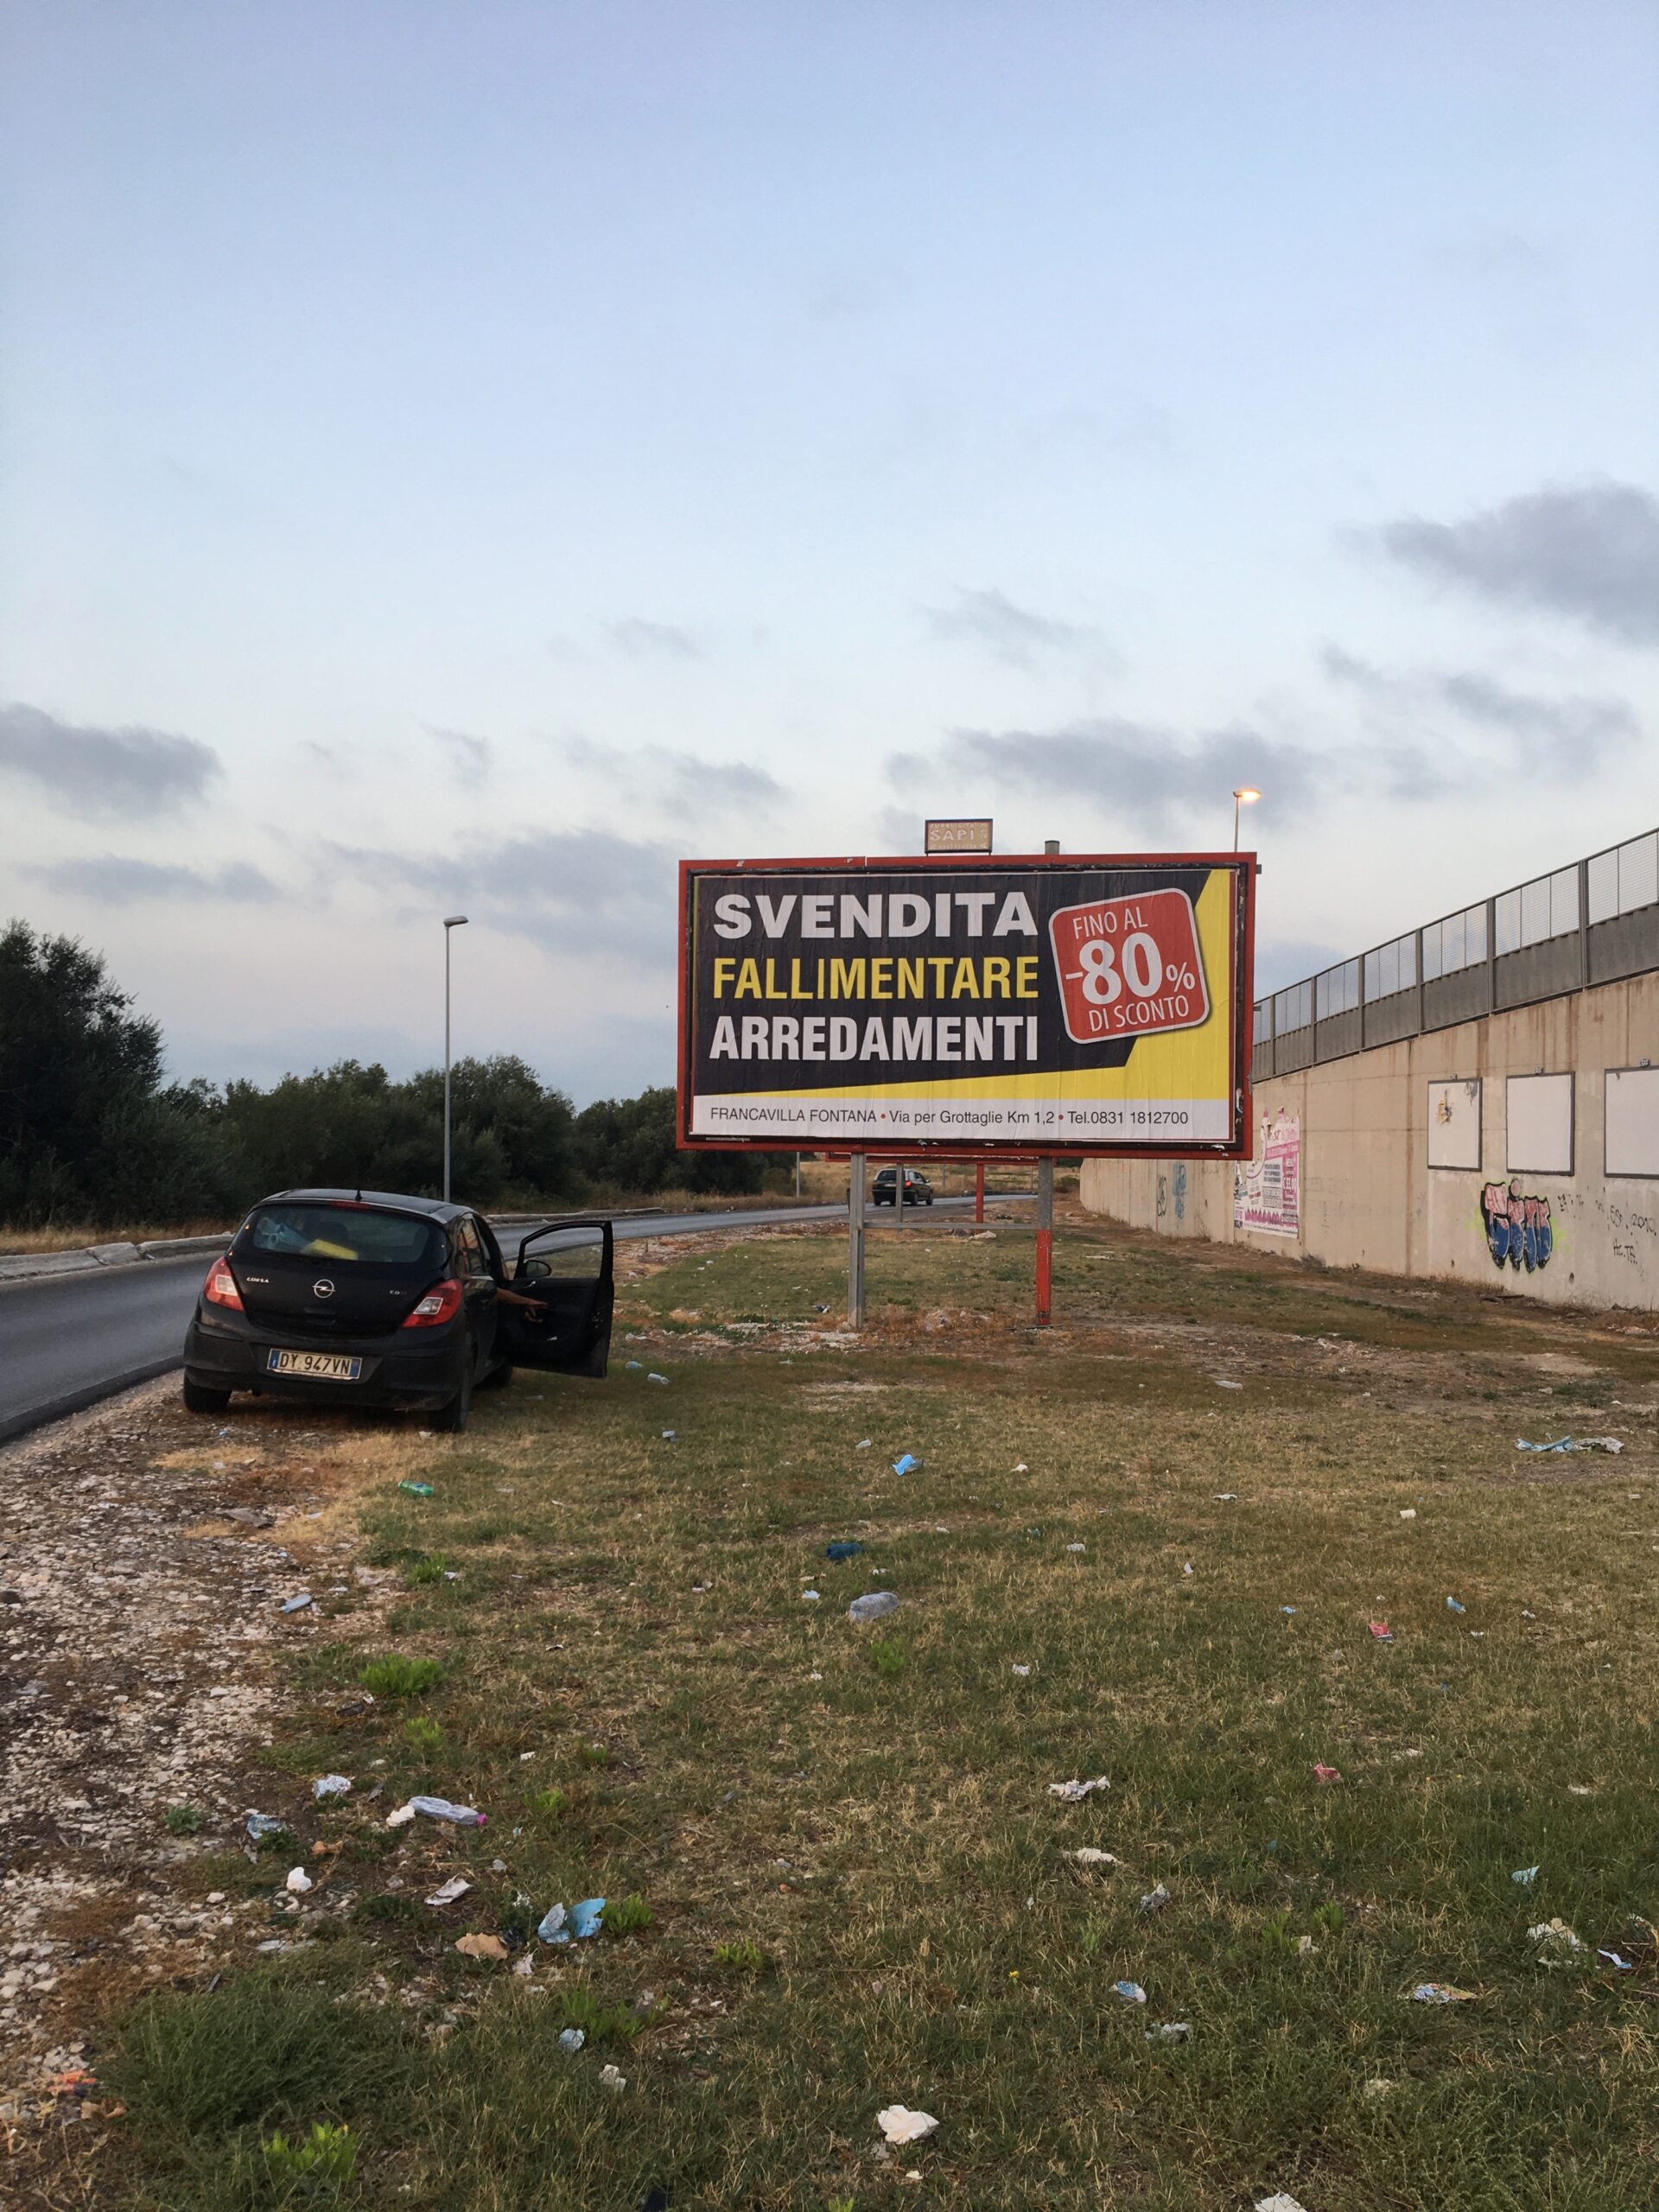 SAPI
SVENDITA
FALLIMENTARE
ARREDAMENTI
FINO AL
-80%
DI SCONTO
FRANCAVILLA FONTANA • Via per Grottaglie Km 1,2 • Tel.0831 1812700
CORSA
DY 947VN